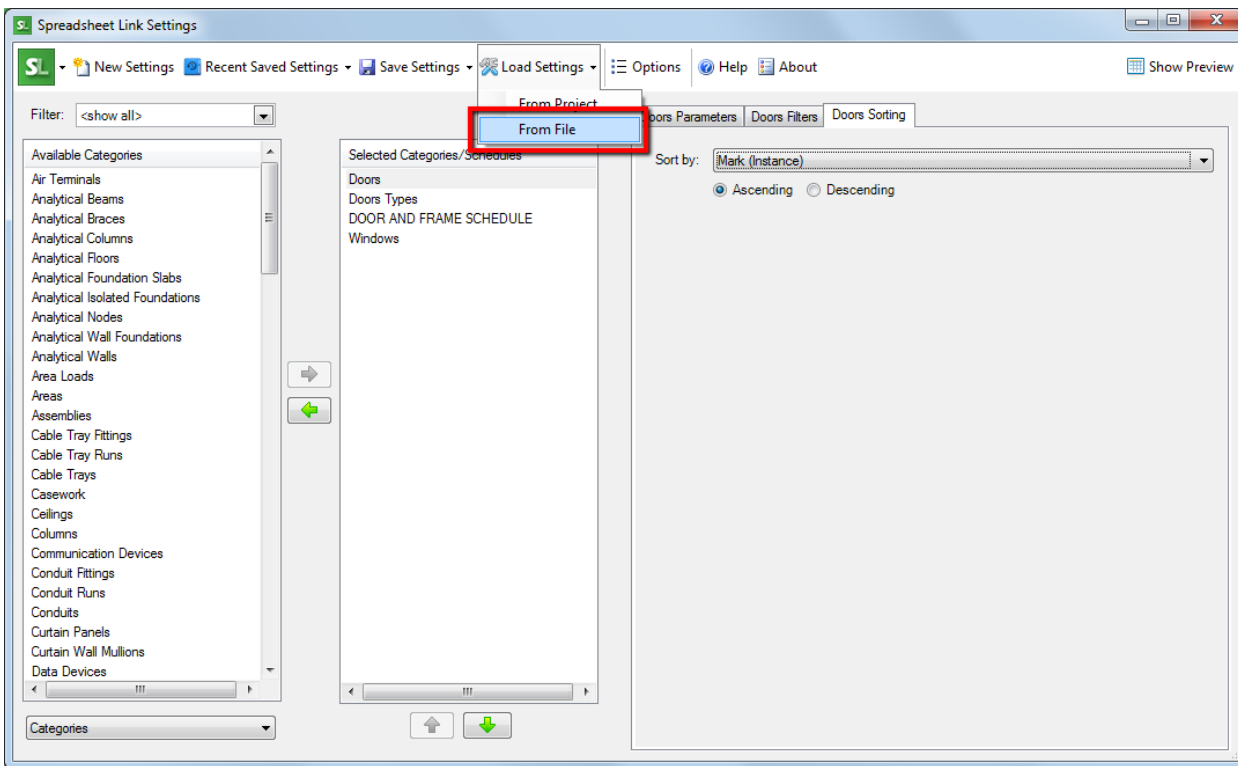 SL Spreadsheet Link Settings
SL New Settings Recent Saved Settings Save Settings Load Settings Options Help About Show Preview
From Project
From File
Filter: <show all>
Doors Parameters Doors Filters Doors Sorting
Available Categories
Air Terminals
Analytical Beams
Analytical Braces
Analytical Columns
Analytical Floors
Analytical Foundation Slabs
Analytical Isolated Foundations
Analytical Nodes
Analytical Wall Foundations
Analytical Walls
Area Loads
Areas
Assemblies
Cable Tray Fittings
Cable Tray Runs
Cable Trays
Casework
Ceilings
Columns
Communication Devices
Conduit Fittings
Conduit Runs
Conduits
Curtain Panels
Curtain Wall Mullions
Data Devices
Categories
Selected Categories/Schedules
Doors
Doors Types
DOOR AND FRAME SCHEDULE
Windows
Sort by: Mark (Instance)
Ascending Descending